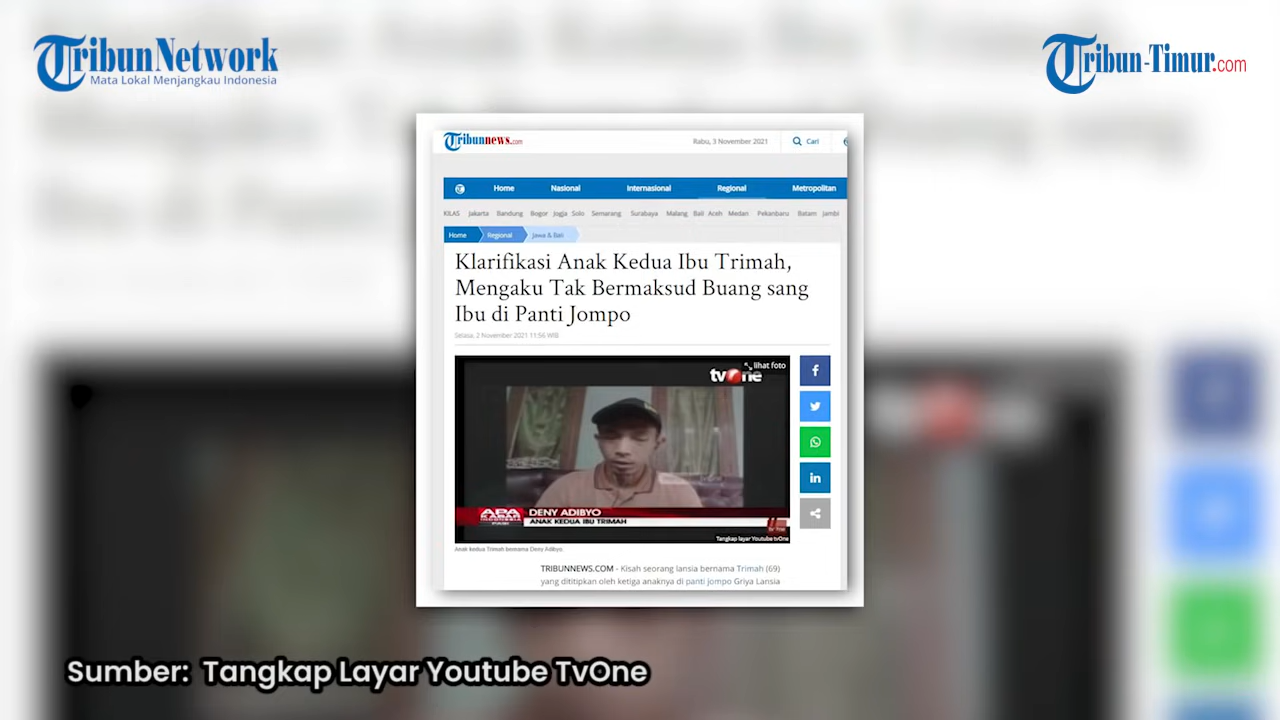 TribunNetwork
Mata Lokal Menjangkau Indonesia
Tribun-Timur.com
Tribunnews.com
Rabu, 3 November 2021
Cari
Home Nasional Internasional Regional Metropolitan
KILAS Jakarta Bandung Bogor Jogja Solo Semarang Surabaya Malang Bali Aceh Medan Pekanbaru Batam Jambi
Home Regional Jawa & Bali
Klarifikasi Anak Kedua Ibu Trimah,
Mengaku Tak Bermaksud Buang sang
Ibu di Panti Jompo
Selasa, 2 November 2021 11:56 WIB
lihat foto
tvOne
APA KABAR INDONESIA PAGI
DENY ADIBYO
ANAK KEDUA IBU TRIMAH
Tangkap layar Youtube tvOne
Anak kedua Trimah bernama Deny Adibyo.
TRIBUNNEWS.COM - Kisah seorang lansia bernama Trimah (69)
yang dititipkan oleh ketiga anaknya di panti jompo Griya Lansia
Sumber: Tangkap Layar Youtube TvOne